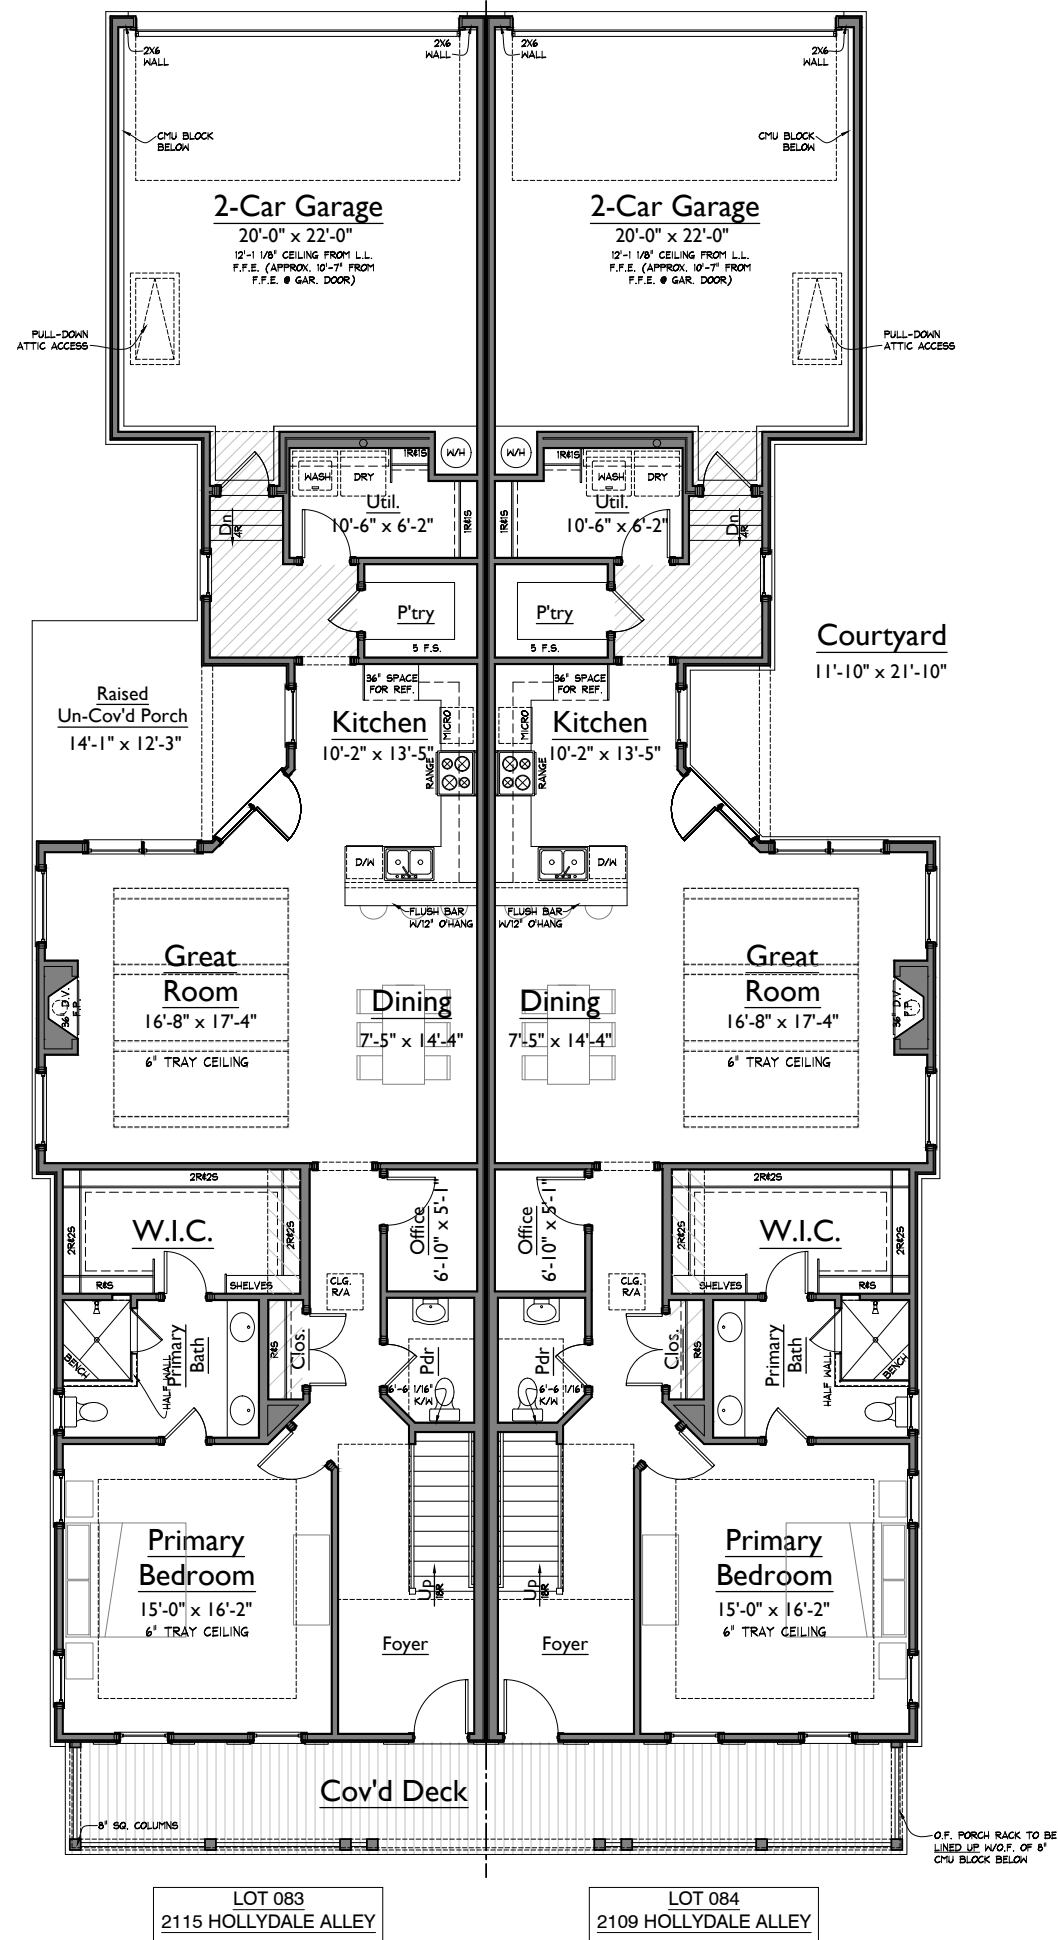 2X6
WALL
2X6
WALL
2X6
WALL
2X6
WALL
CMU BLOCK
BELOW
CMU BLOCK
BELOW
2-Car Garage
20'-0" x 22'-0"
12'-1 1/8" CEILING FROM L.L.
F.F.E. (APPROX. 10'-7" FROM
F.F.E. @ GAR. DOOR)
2-Car Garage
20'-0" x 22'-0"
12'-1 1/8" CEILING FROM L.L.
F.F.E. (APPROX. 10'-7" FROM
F.F.E. @ GAR. DOOR)
PULL-DOWN
ATTIC ACCESS
PULL-DOWN
ATTIC ACCESS
W/H
W/H
1R&1S
1R&1S
WASH
DRY
WASH
DRY
Util.
10'-6" x 6'-2"
Util.
10'-6" x 6'-2"
1R&1S
1R&1S
Dn
4R
Dn
4R
P'try
P'try
5 F.S.
5 F.S.
Courtyard
11'-10" x 21'-10"
Raised
Un-Cov'd Porch
14'-1" x 12'-3"
36" SPACE
FOR REF.
36" SPACE
FOR REF.
Kitchen
10'-2" x 13'-5"
Kitchen
10'-2" x 13'-5"
MICRO
MICRO
RANGE
RANGE
D/W
D/W
FLUSH BAR
W/12" O'HANG
FLUSH BAR
W/12" O'HANG
Great
Room
16'-8" x 17'-4"
6" TRAY CEILING
Great
Room
16'-8" x 17'-4"
6" TRAY CEILING
36" D.V.
F.P.
36" D.V.
F.P.
Dining
7'-5" x 14'-4"
Dining
7'-5" x 14'-4"
2R&2S
2R&2S
W.I.C.
W.I.C.
2R&2S
2R&2S
2R&2S
2R&2S
R&S
SHELVES
SHELVES
R&S
Office
6'-10" x 5'-1"
Office
6'-10" x 5'-1"
CLG.
R/A
CLG.
R/A
Primary
Bath
Primary
Bath
BENCH
BENCH
HALF WALL
HALF WALL
R&S
Clos.
Clos.
R&S
Pdr
Pdr
6'-6 1/16"
K/W
6'-6 1/16"
K/W
Primary
Bedroom
15'-0" x 16'-2"
6" TRAY CEILING
Primary
Bedroom
15'-0" x 16'-2"
6" TRAY CEILING
Up
18R
Up
18R
Foyer
Foyer
Cov'd Deck
8" SQ. COLUMNS
O.F. PORCH RACK TO BE
LINED UP W/O.F. OF 8"
CMU BLOCK BELOW
LOT 083
2115 HOLLYDALE ALLEY
LOT 084
2109 HOLLYDALE ALLEY